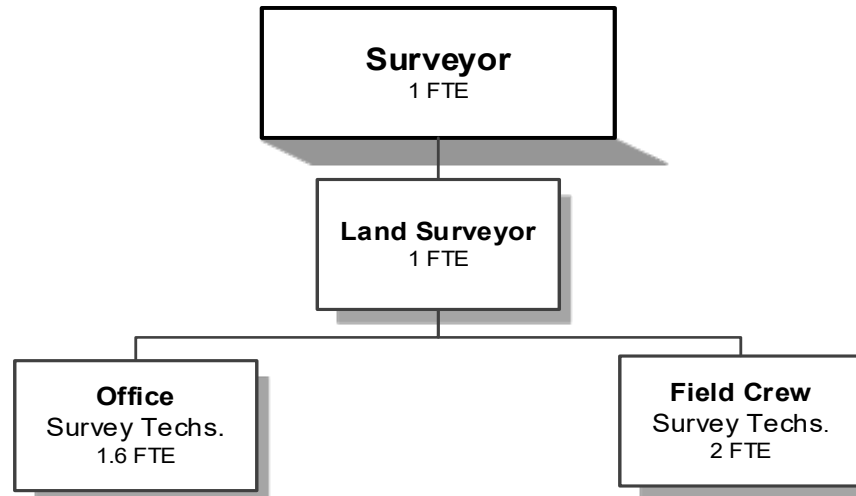 Surveyor
1 FTE
Land Surveyor
1 FTE
Office
Survey Techs.
1.6 FTE
Field Crew
Survey Techs.
2 FTE